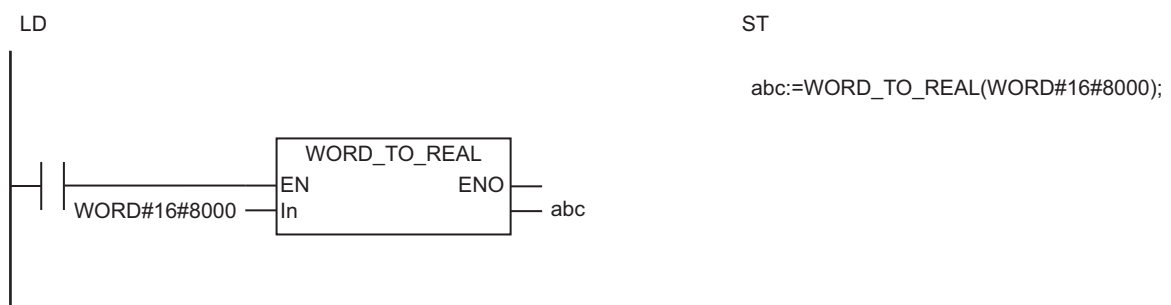 LD
ST
abc:=WORD_TO_REAL(WORD#16#8000);
WORD_TO_REAL
EN ENO
WORD#16#8000 In abc